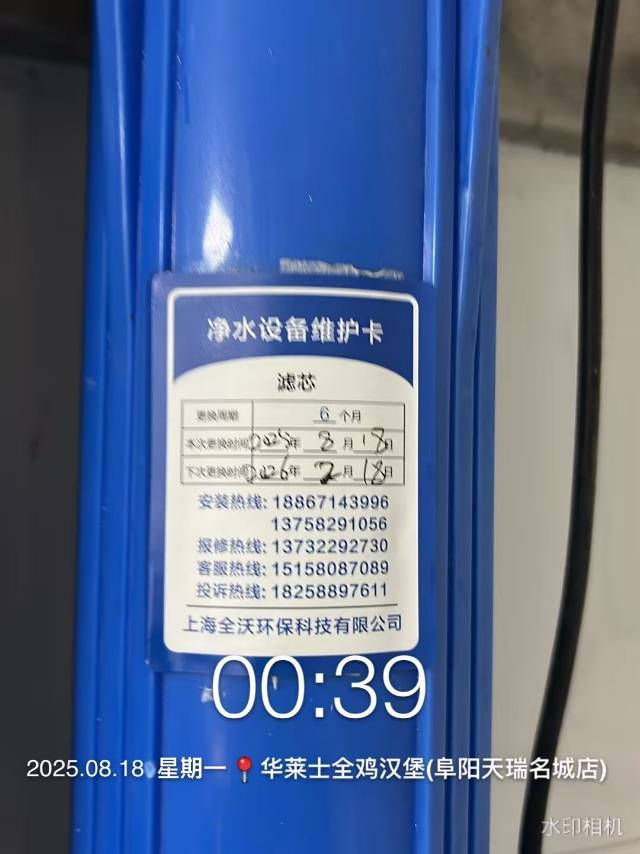 净水设备维护卡
滤芯
更换周期 6 个月
本次更换时间 2025年 8 月 18日
下次更换时间 2026年 2 月 18日
安装热线: 18867143996
13758291056
报修热线: 13732292730
客服热线: 15158087089
投诉热线: 18258897611
上海全沃环保科技有限公司
00:39
2025.08.18 星期一 华莱士全鸡汉堡(阜阳天瑞名城店)
水印相机